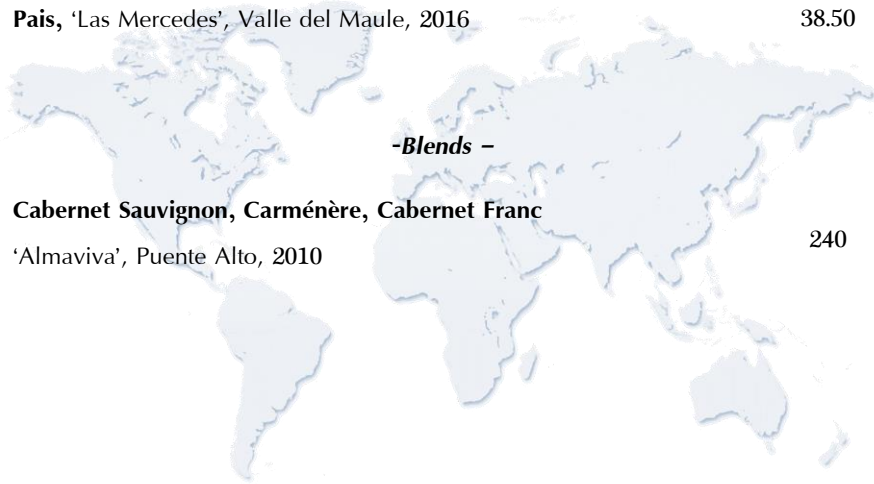 Pais, ‘Las Mercedes’, Valle del Maule, 2016 38.50
-Blends –
Cabernet Sauvignon, Carménère, Cabernet Franc
240
‘Almaviva’, Puente Alto, 2010